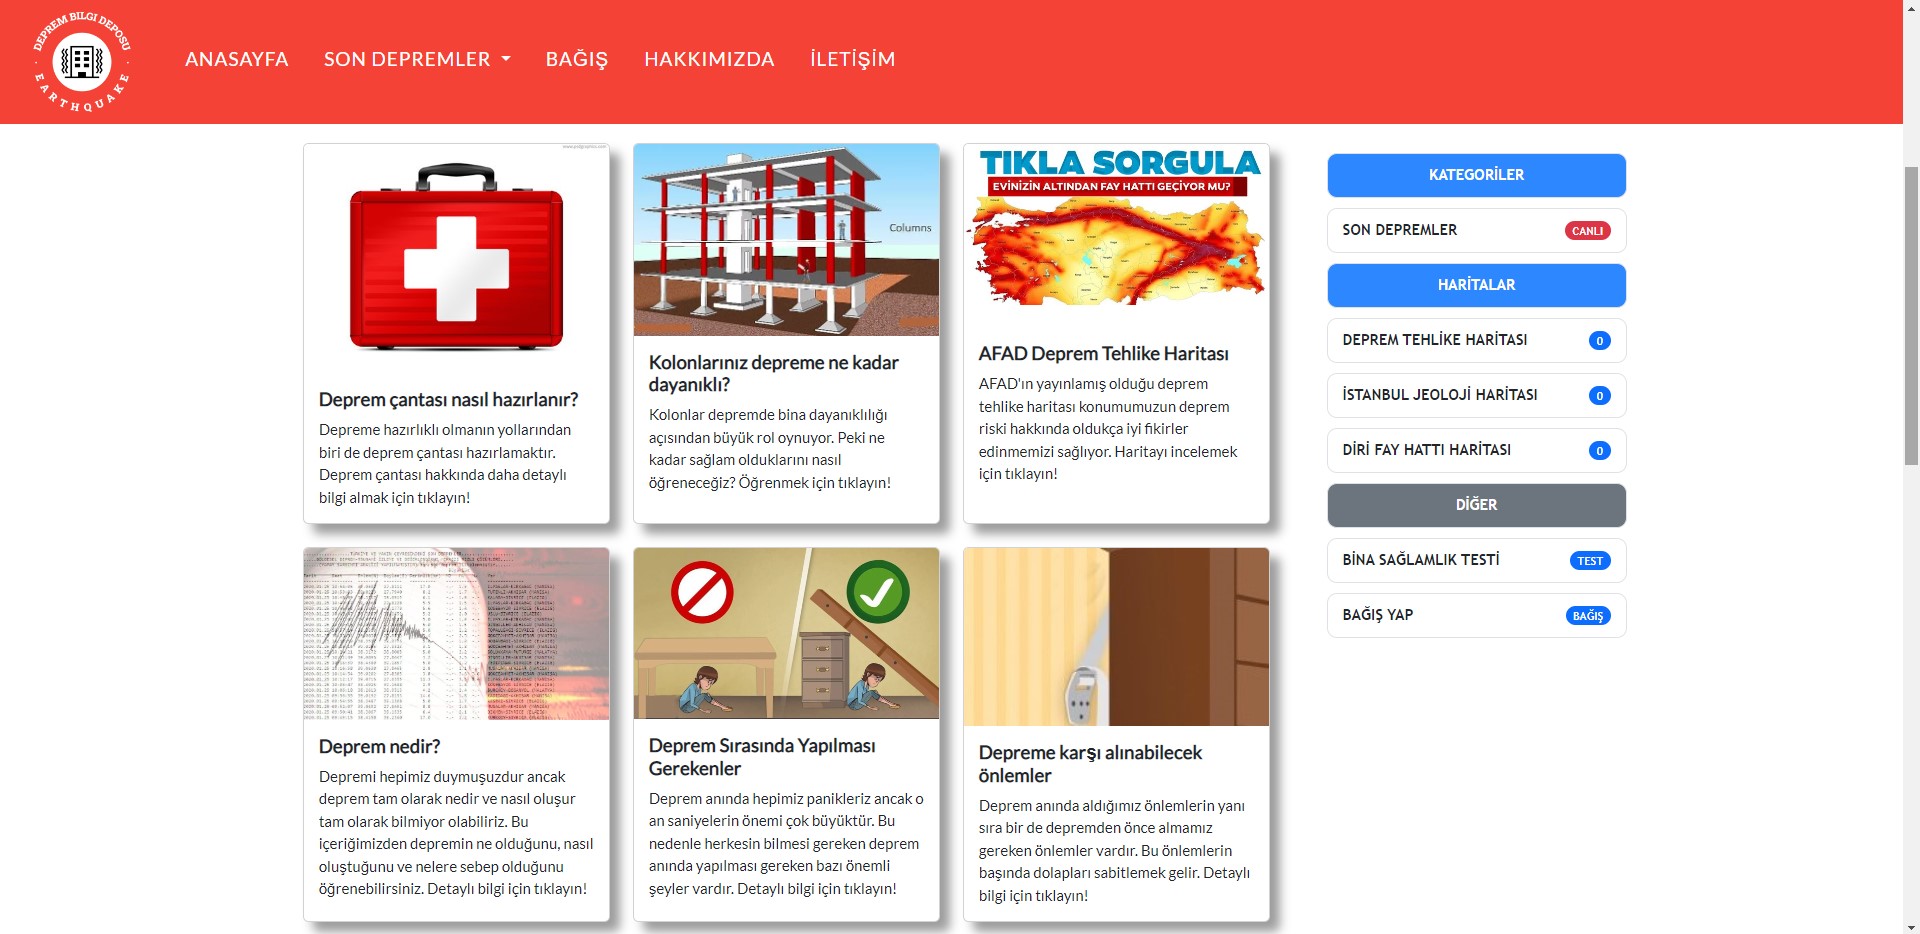 DEPREM BILGI DEPOSU
EARTHQUAKE
ANASAYFA
SON DEPREMLER
BAĞIŞ
HAKKIMIZDA
İLETİŞİM
Deprem çantası nasıl hazırlanır?
Depreme hazırlıklı olmanın yollarından
biri de deprem çantası hazırlamaktır.
Deprem çantası hakkında daha detaylı
bilgi almak için tıklayın!
Columns
Kolonlarınız depreme ne kadar
dayanıklı?
Kolonlar depremde bina dayanıklılığı
açısından büyük rol oynuyor. Peki ne
kadar sağlam olduklarını nasıl
öğreneceğiz? Öğrenmek için tıklayın!
TIKLA SORGULA
EVİNİZİN ALTINDAN FAY HATTI GEÇİYOR MU?
AFAD Deprem Tehlike Haritası
AFAD'ın yayınlamış olduğu deprem
tehlike haritası konumumuzun deprem
riski hakkında oldukça iyi fikirler
edinmemizi sağlıyor. Haritayı incelemek
için tıklayın!
Deprem nedir?
Depremi hepimiz duymuşuzdur ancak
deprem tam olarak nedir ve nasıl oluşur
tam olarak bilmiyor olabiliriz. Bu
içeriğimizden depremin ne olduğunu, nasıl
oluştuğunu ve nelere sebep olduğunu
öğrenebilirsiniz. Detaylı bilgi için tıklayın!
Deprem Sırasında Yapılması
Gerekenler
Deprem anında hepimiz panikleriz ancak o
an saniyelerin önemi çok büyüktür. Bu
nedenle herkesin bilmesi gereken deprem
anında yapılması gereken bazı önemli
şeyler vardır. Detaylı bilgi için tıklayın!
Depreme karşı alınabilecek
önlemler
Deprem anında aldığımız önlemlerin yanı
sıra bir de depremden önce almamız
gereken önlemler vardır. Bu önlemlerin
başında dolapları sabitlemek gelir. Detaylı
bilgi için tıklayın!
KATEGORİLER
SON DEPREMLER CANLI
HARİTALAR
DEPREM TEHLİKE HARİTASI 0
İSTANBUL JEOLOJİ HARİTASI 0
DİRİ FAY HATTI HARİTASI 0
DİĞER
BİNA SAĞLAMLIK TESTİ TEST
BAĞIŞ YAP BAĞIŞ